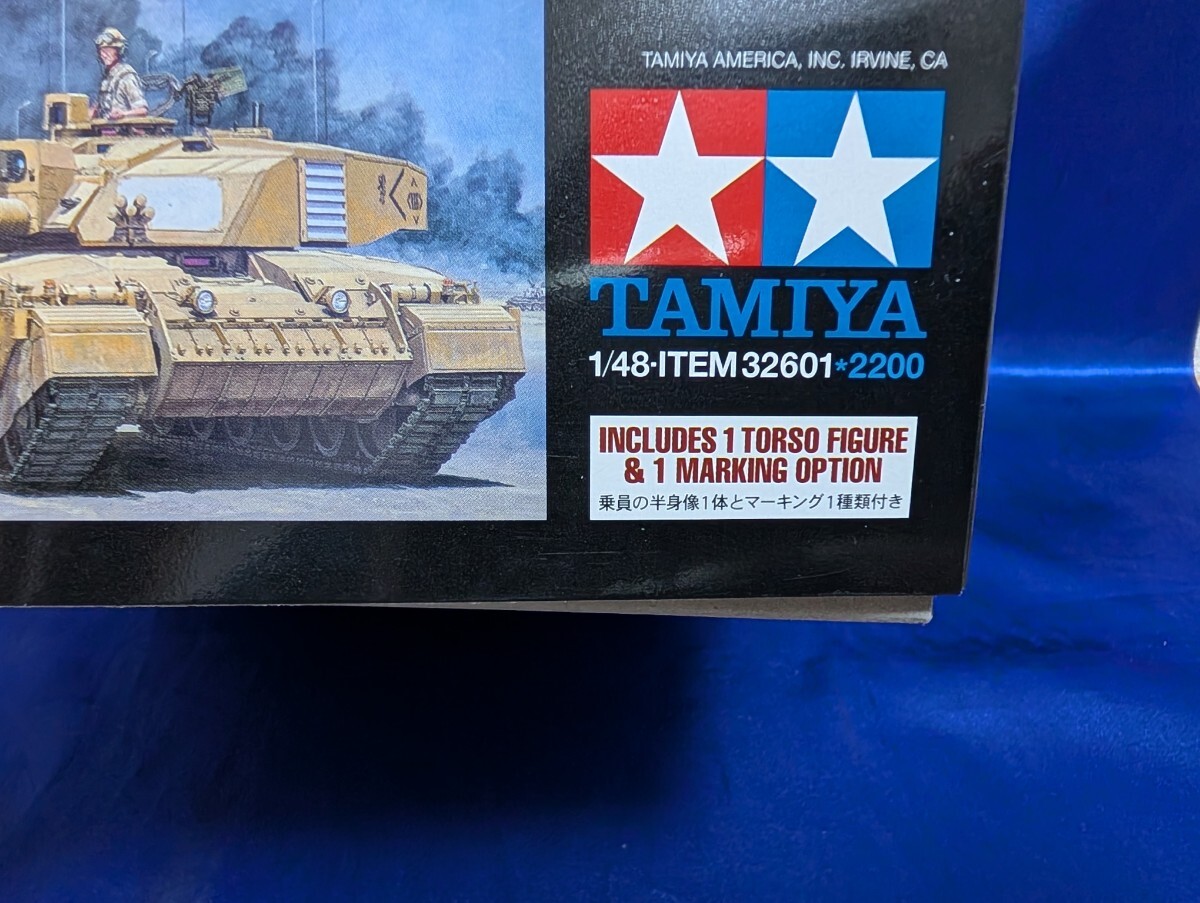 TAMIYA AMERICA, INC. IRVINE, CA
TAMIYA
1/48·ITEM 32601*2200
INCLUDES 1 TORSO FIGURE
& 1 MARKING OPTION
乗員の半身像1体とマーキング1種類付き